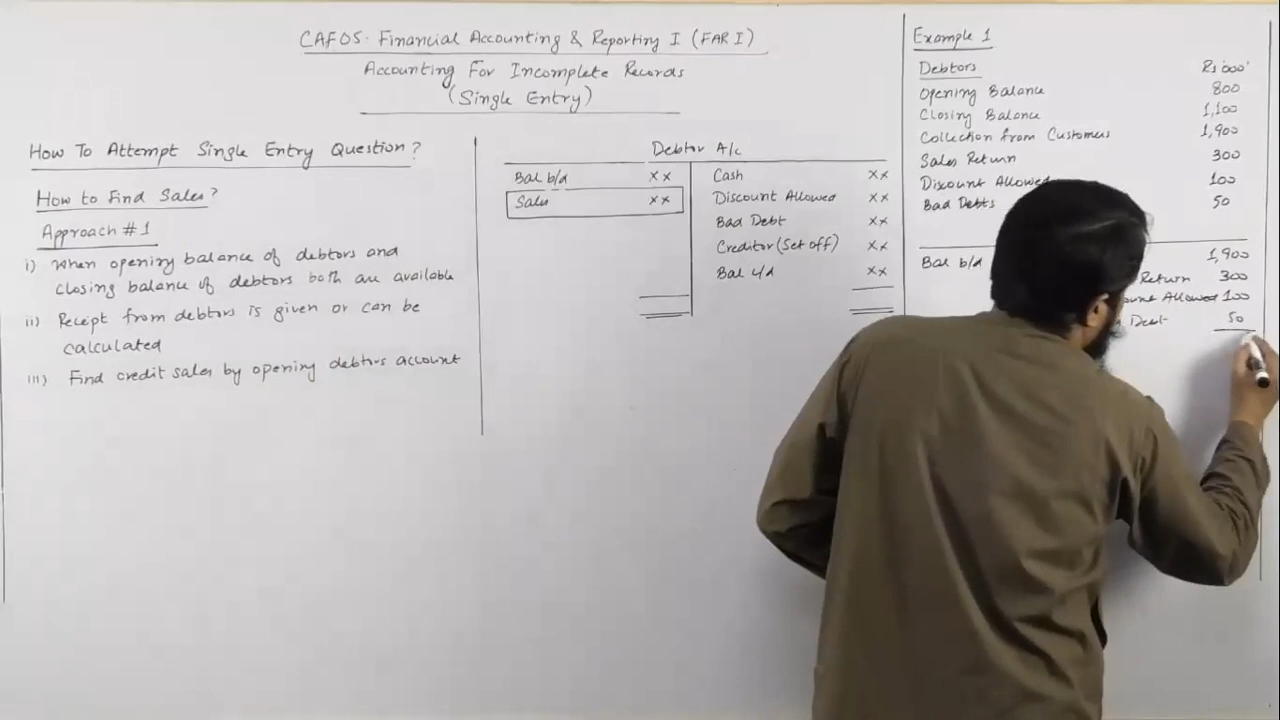 CAF05. Financial Accounting & Reporting I (FAR I)
Accounting For Incomplete Records
(Single Entry)
How To Attempt Single Entry Question?
How to Find Sales?
Approach #1
i) When opening balance of debtors and
closing balance of debtors both are available
ii) Receipt from debtors is given or can be
calculated
iii) Find credit sales by opening debtors account
Debtor A/c
Bal b/d xx Cash xx
Sales xx Discount Allowed xx
Bad Debt xx
Creditor (Set off) xx
Bal c/d xx
Example 1
Debtors Rs'000'
Opening Balance 800
Closing Balance 1,100
Collection from Customers 1,900
Sales Return 300
Discount Allowed 100
Bad Debts 50
Bal b/d 1,900
Return 300
Allowed 100
Debt 50